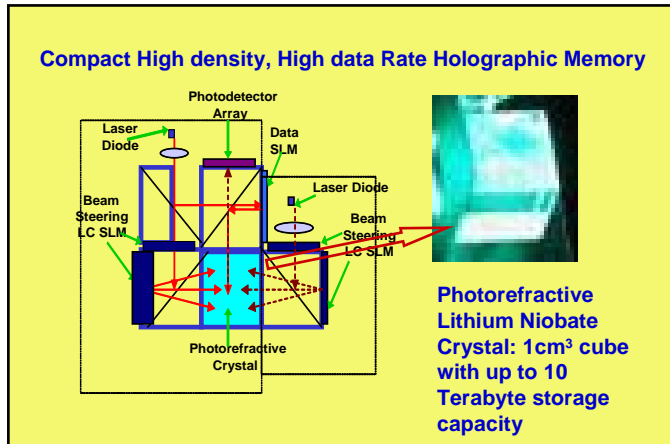 Compact High density, High data Rate Holographic Memory
Photodetector
Array
Laser
Diode
Data
SLM
Laser Diode
Beam
Steering
LC SLM
Beam
Steering
LC SLM
Photorefractive
Crystal
Photorefractive
Lithium Niobate
Crystal: 1cm³ cube
with up to 10
Terabyte storage
capacity